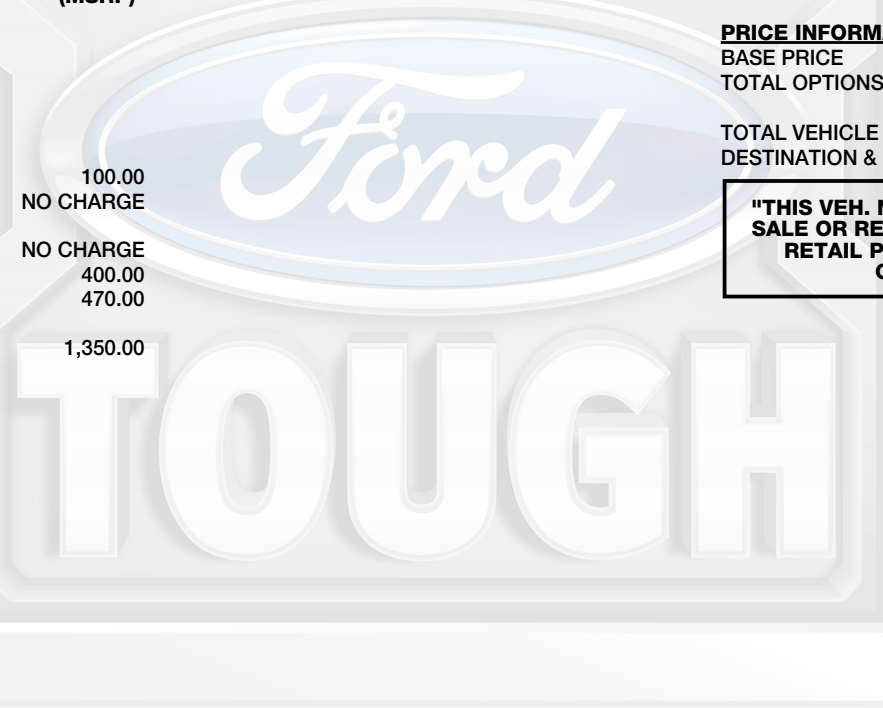 (MSRP)
100.00
NO CHARGE
NO CHARGE
400.00
470.00
1,350.00
PRICE INFORM
BASE PRICE
TOTAL OPTIONS
TOTAL VEHICLE
DESTINATION &
"THIS VEH.
SALE OR RE
RETAIL P
Ford
TOUGH